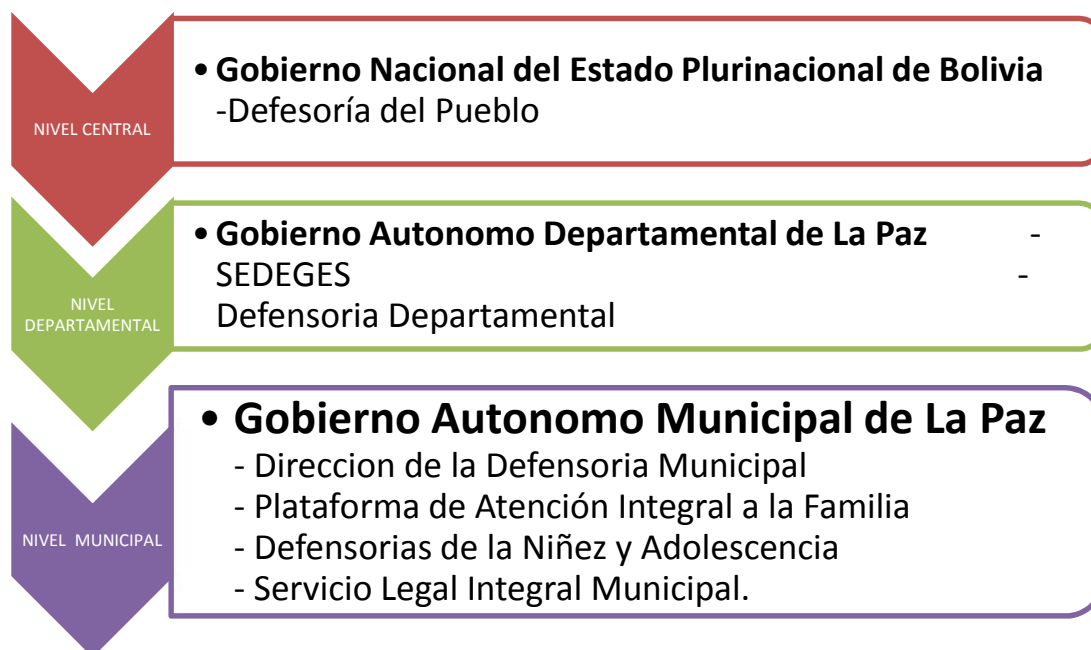 NIVEL CENTRAL
• Gobierno Nacional del Estado Plurinacional de Bolivia
-Defesoría del Pueblo
NIVEL
DEPARTAMENTAL
• Gobierno Autonomo Departamental de La Paz -
SEDEGES -
Defensoria Departamental
NIVEL MUNICIPAL
• Gobierno Autonomo Municipal de La Paz
- Direccion de la Defensoria Municipal
- Plataforma de Atención Integral a la Familia
- Defensorias de la Niñez y Adolescencia
- Servicio Legal Integral Municipal.